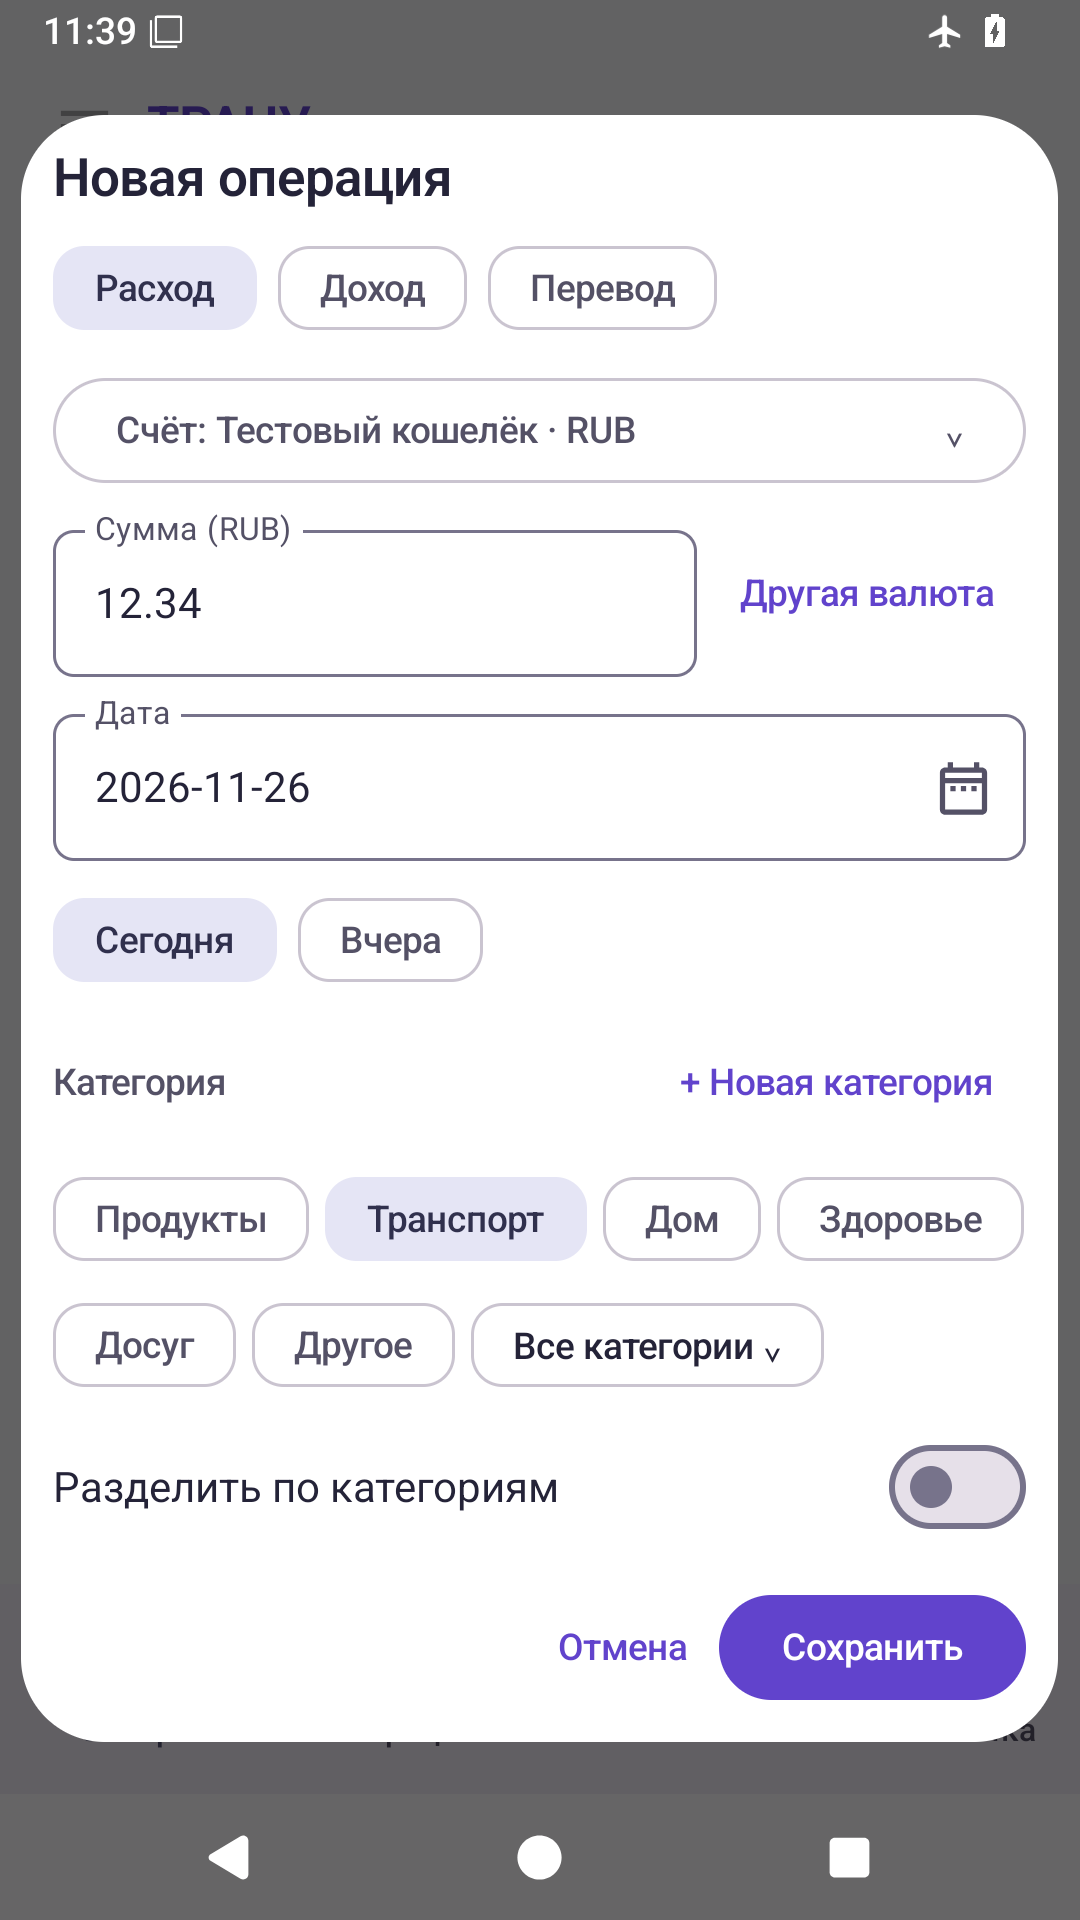 11:39
Новая операция
Расход Доход Перевод
Счёт: Тестовый кошелёк · RUB
Сумма (RUB)
12.34
Другая валюта
Дата
2026-11-26
Сегодня Вчера
Категория + Новая категория
Продукты Транспорт Дом Здоровье
Досуг Другое Все категории
Разделить по категориям
Отмена Сохранить